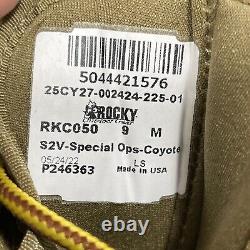 5044421576
25CY27-002424-225-01
ROCKY
RKC050 9 M
S2V-Special Ops-Coyote
05/24/22 LS
P246363 Made in USA